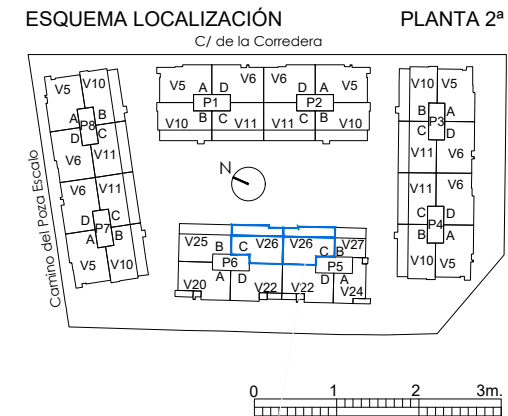 ESQUEMA LOCALIZACIÓN PLANTA 2ª
C/ de la Corredera
V5 V10 A B P8 D C V6 V11
V6 V11 D C P7 A B V5 V10
V5 A D V6 V6 D A V5
P1 P2
V10 B C V11 V11 C B V10
V10 V5 B A P3 C D V11 V6
V11 V6 C D P4 B A V10 V5
N
V25 B C V26 V26 C B V27
P6 P5
V20 A D V22 V22 D A V24
Camino del Poza Escalo
0 1 2 3m.